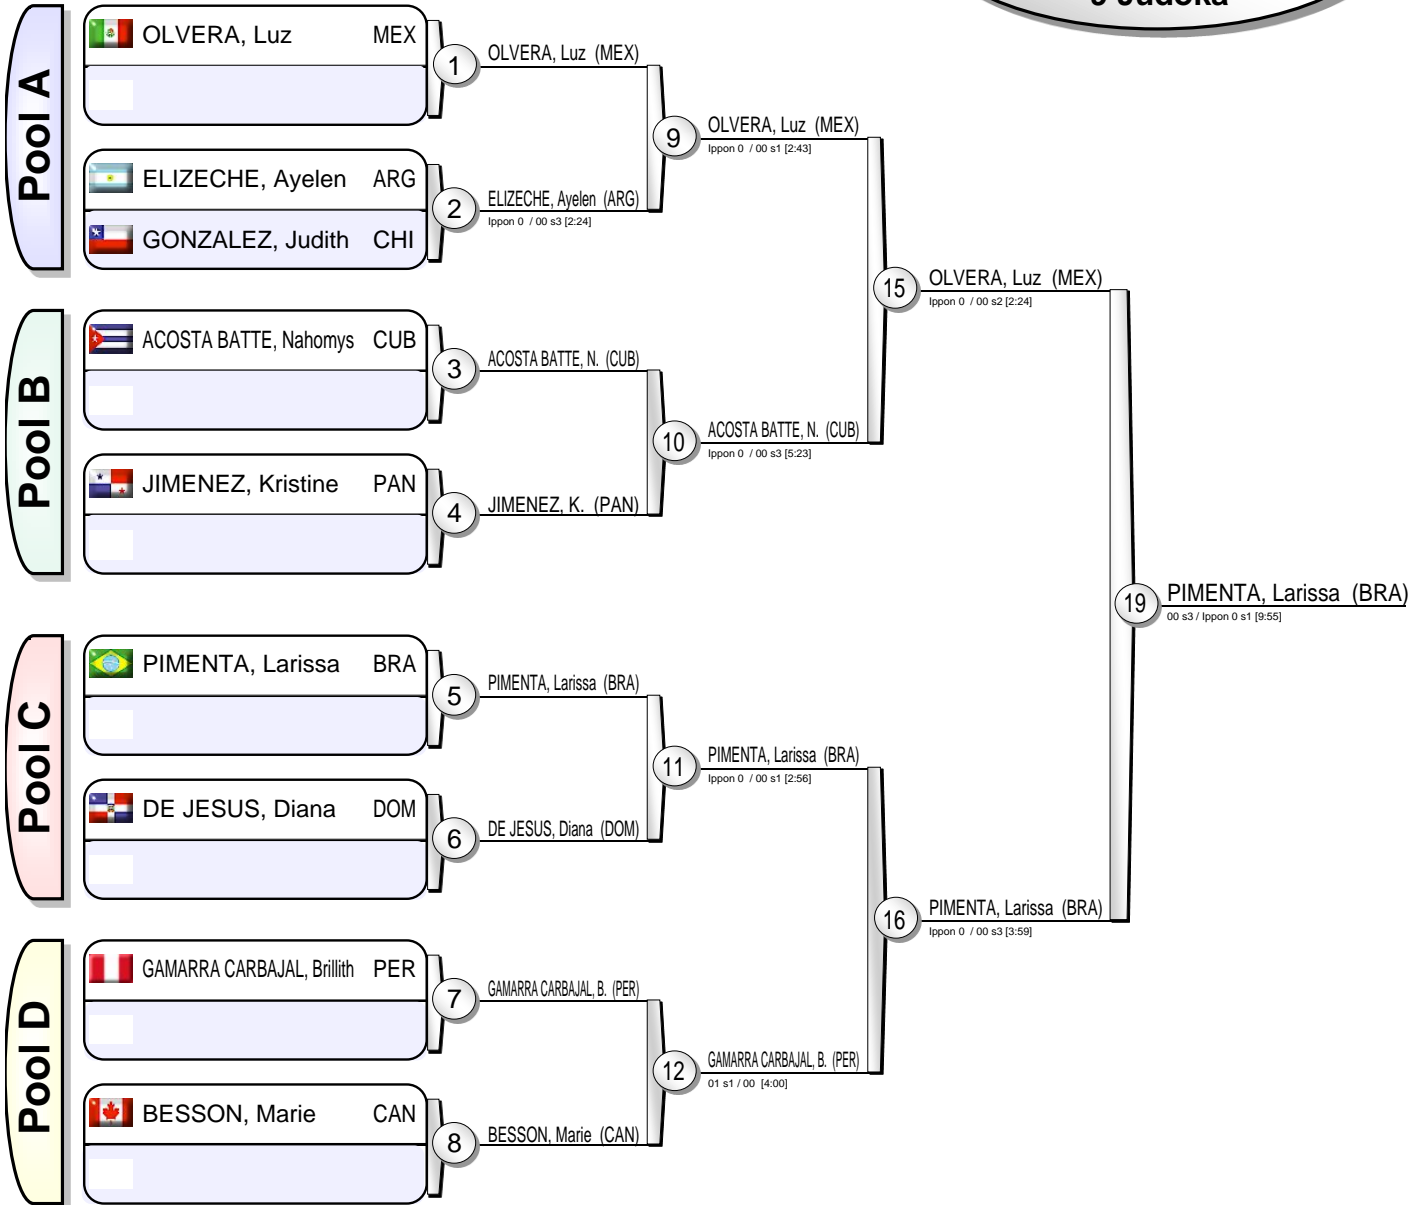 9 Judoka
Pool A
OLVERA, Luz MEX
ELIZECHE, Ayelen ARG
GONZALEZ, Judith CHI
Pool B
ACOSTA BATTE, Nahomys CUB
JIMENEZ, Kristine PAN
Pool C
PIMENTA, Larissa BRA
DE JESUS, Diana DOM
Pool D
GAMARRA CARBAJAL, Brillith PER
BESSON, Marie CAN
1
OLVERA, Luz (MEX)
2
ELIZECHE, Ayelen (ARG)
Ippon 0 / 00 s3 [2:24]
3
ACOSTA BATTE, N. (CUB)
4
JIMENEZ, K. (PAN)
5
PIMENTA, Larissa (BRA)
6
DE JESUS, Diana (DOM)
7
GAMARRA CARBAJAL, B. (PER)
8
BESSON, Marie (CAN)
9
OLVERA, Luz (MEX)
Ippon 0 / 00 s1 [2:43]
10
ACOSTA BATTE, N. (CUB)
Ippon 0 / 00 s3 [5:23]
11
PIMENTA, Larissa (BRA)
Ippon 0 / 00 s1 [2:56]
12
GAMARRA CARBAJAL, B. (PER)
01 s1 / 00 [4:00]
15
OLVERA, Luz (MEX)
Ippon 0 / 00 s2 [2:24]
16
PIMENTA, Larissa (BRA)
Ippon 0 / 00 s3 [3:59]
19
PIMENTA, Larissa (BRA)
00 s3 / Ippon 0 s1 [9:55]